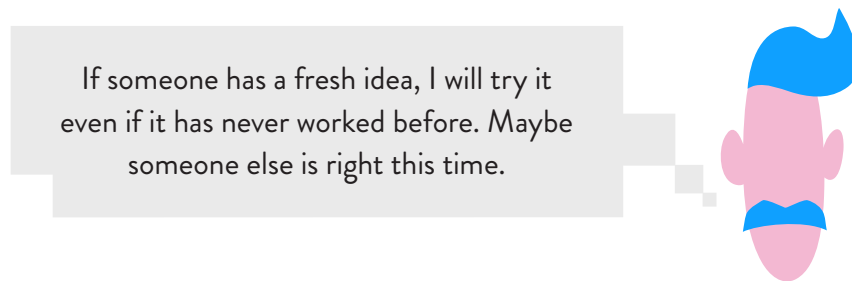 If someone has a fresh idea, I will try it
even if it has never worked before. Maybe
someone else is right this time.